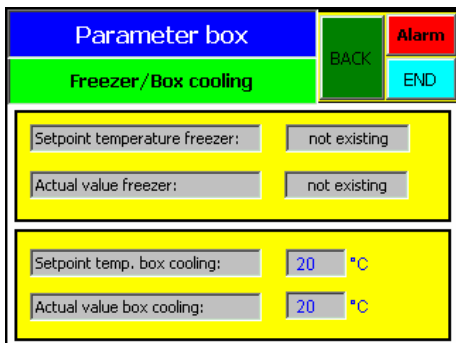 Parameter box
BACK
Alarm
Freezer/Box cooling
END
Setpoint temperature freezer: not existing
Actual value freezer: not existing
Setpoint temp. box cooling: 20 °C
Actual value box cooling: 20 °C